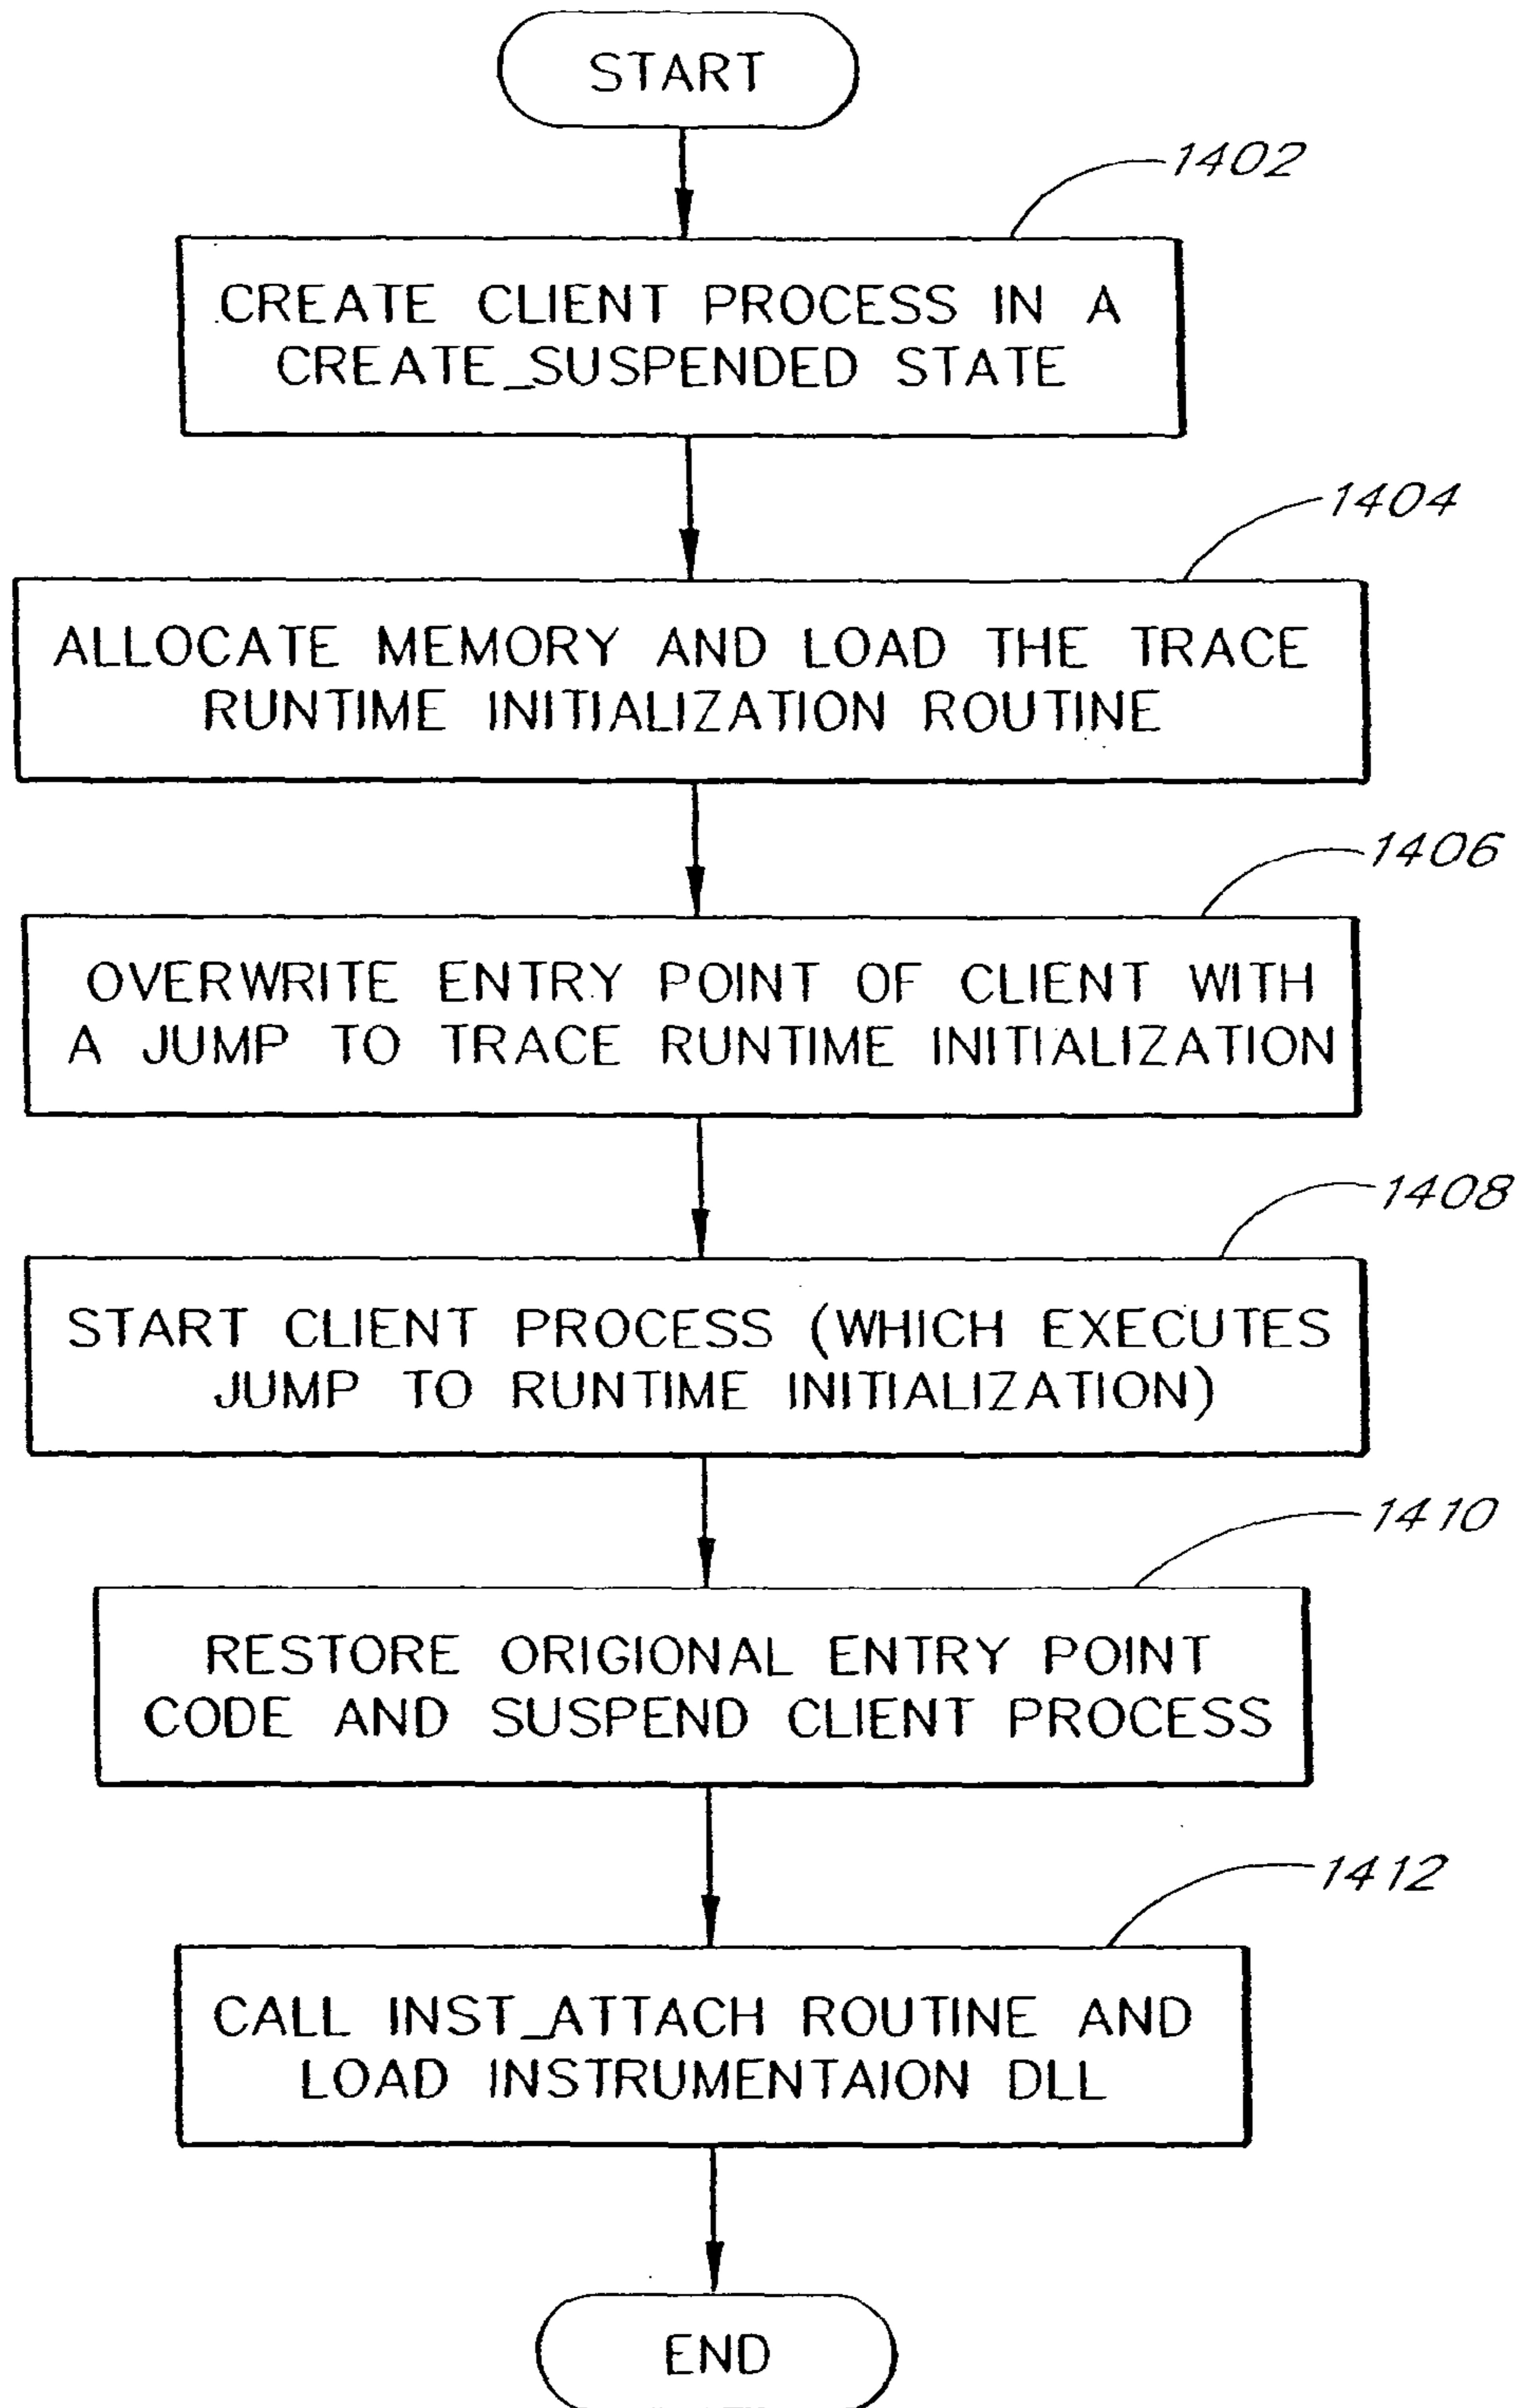 START
1402
CREATE CLIENT PROCESS IN A
CREATE_SUSPENDED STATE
1404
ALLOCATE MEMORY AND LOAD THE TRACE
RUNTIME INITIALIZATION ROUTINE
1406
OVERWRITE ENTRY POINT OF CLIENT WITH
A JUMP TO TRACE RUNTIME INITIALIZATION
1408
START CLIENT PROCESS (WHICH EXECUTES
JUMP TO RUNTIME INITIALIZATION)
1410
RESTORE ORIGIONAL ENTRY POINT
CODE AND SUSPEND CLIENT PROCESS
1412
CALL INST_ATTACH ROUTINE AND
LOAD INSTRUMENTAION DLL
END